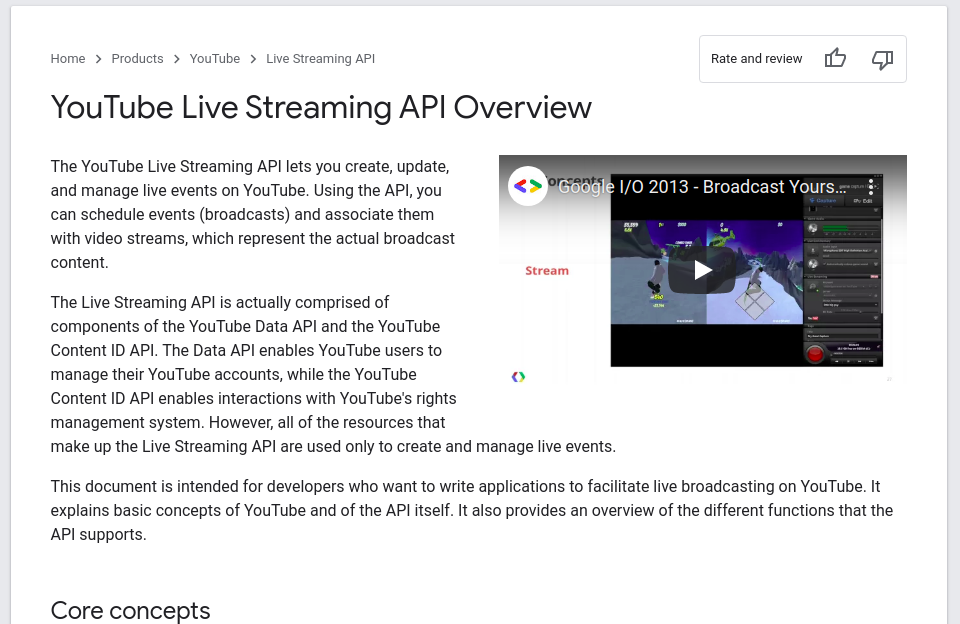 Home > Products > YouTube > Live Streaming API
Rate and review
YouTube Live Streaming API Overview
The YouTube Live Streaming API lets you create, update,
and manage live events on YouTube. Using the API, you
can schedule events (broadcasts) and associate them
with video streams, which represent the actual broadcast
content.
Google I/O 2013 - Broadcast Yours...
Stream
The Live Streaming API is actually comprised of
components of the YouTube Data API and the YouTube
Content ID API. The Data API enables YouTube users to
manage their YouTube accounts, while the YouTube
Content ID API enables interactions with YouTube's rights
management system. However, all of the resources that
make up the Live Streaming API are used only to create and manage live events.
This document is intended for developers who want to write applications to facilitate live broadcasting on YouTube. It
explains basic concepts of YouTube and of the API itself. It also provides an overview of the different functions that the
API supports.
Core concepts